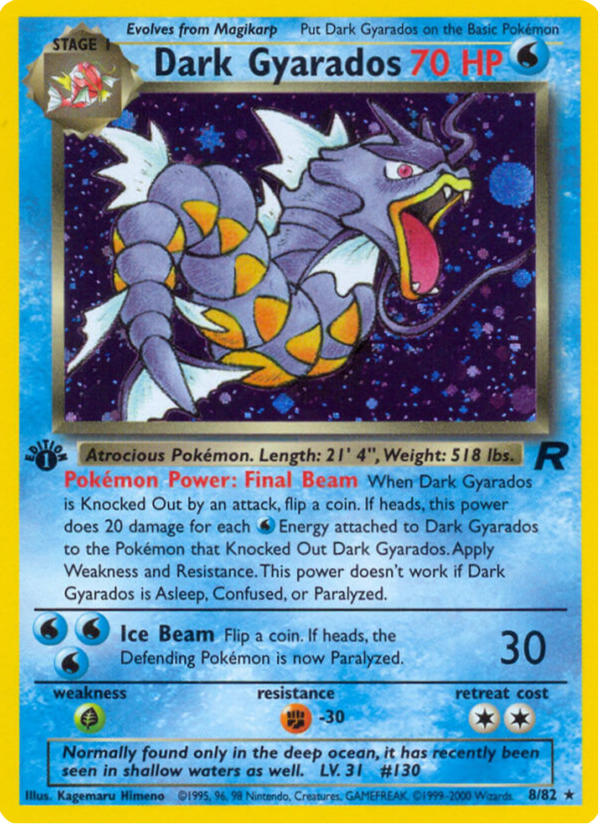 Evolves from Magikarp Put Dark Gyarados on the Basic Pokémon
STAGE 1
Dark Gyarados 70 HP
EDITION
1
Atrocious Pokémon. Length: 21' 4", Weight: 518 lbs.
R
Pokémon Power: Final Beam When Dark Gyarados
is Knocked Out by an attack, flip a coin. If heads, this power
does 20 damage for each Energy attached to Dark Gyarados
to the Pokémon that Knocked Out Dark Gyarados. Apply
Weakness and Resistance. This power doesn't work if Dark
Gyarados is Asleep, Confused, or Paralyzed.
Ice Beam Flip a coin. If heads, the
Defending Pokémon is now Paralyzed.
30
weakness resistance retreat cost
-30
Normally found only in the deep ocean, it has recently been
seen in shallow waters as well. LV. 31 #130
Illus. Kagemaru Himeno ©1995, 96, 98 Nintendo, Creatures, GAMEFREAK. ©1999-2000 Wizards. 8/82 ★